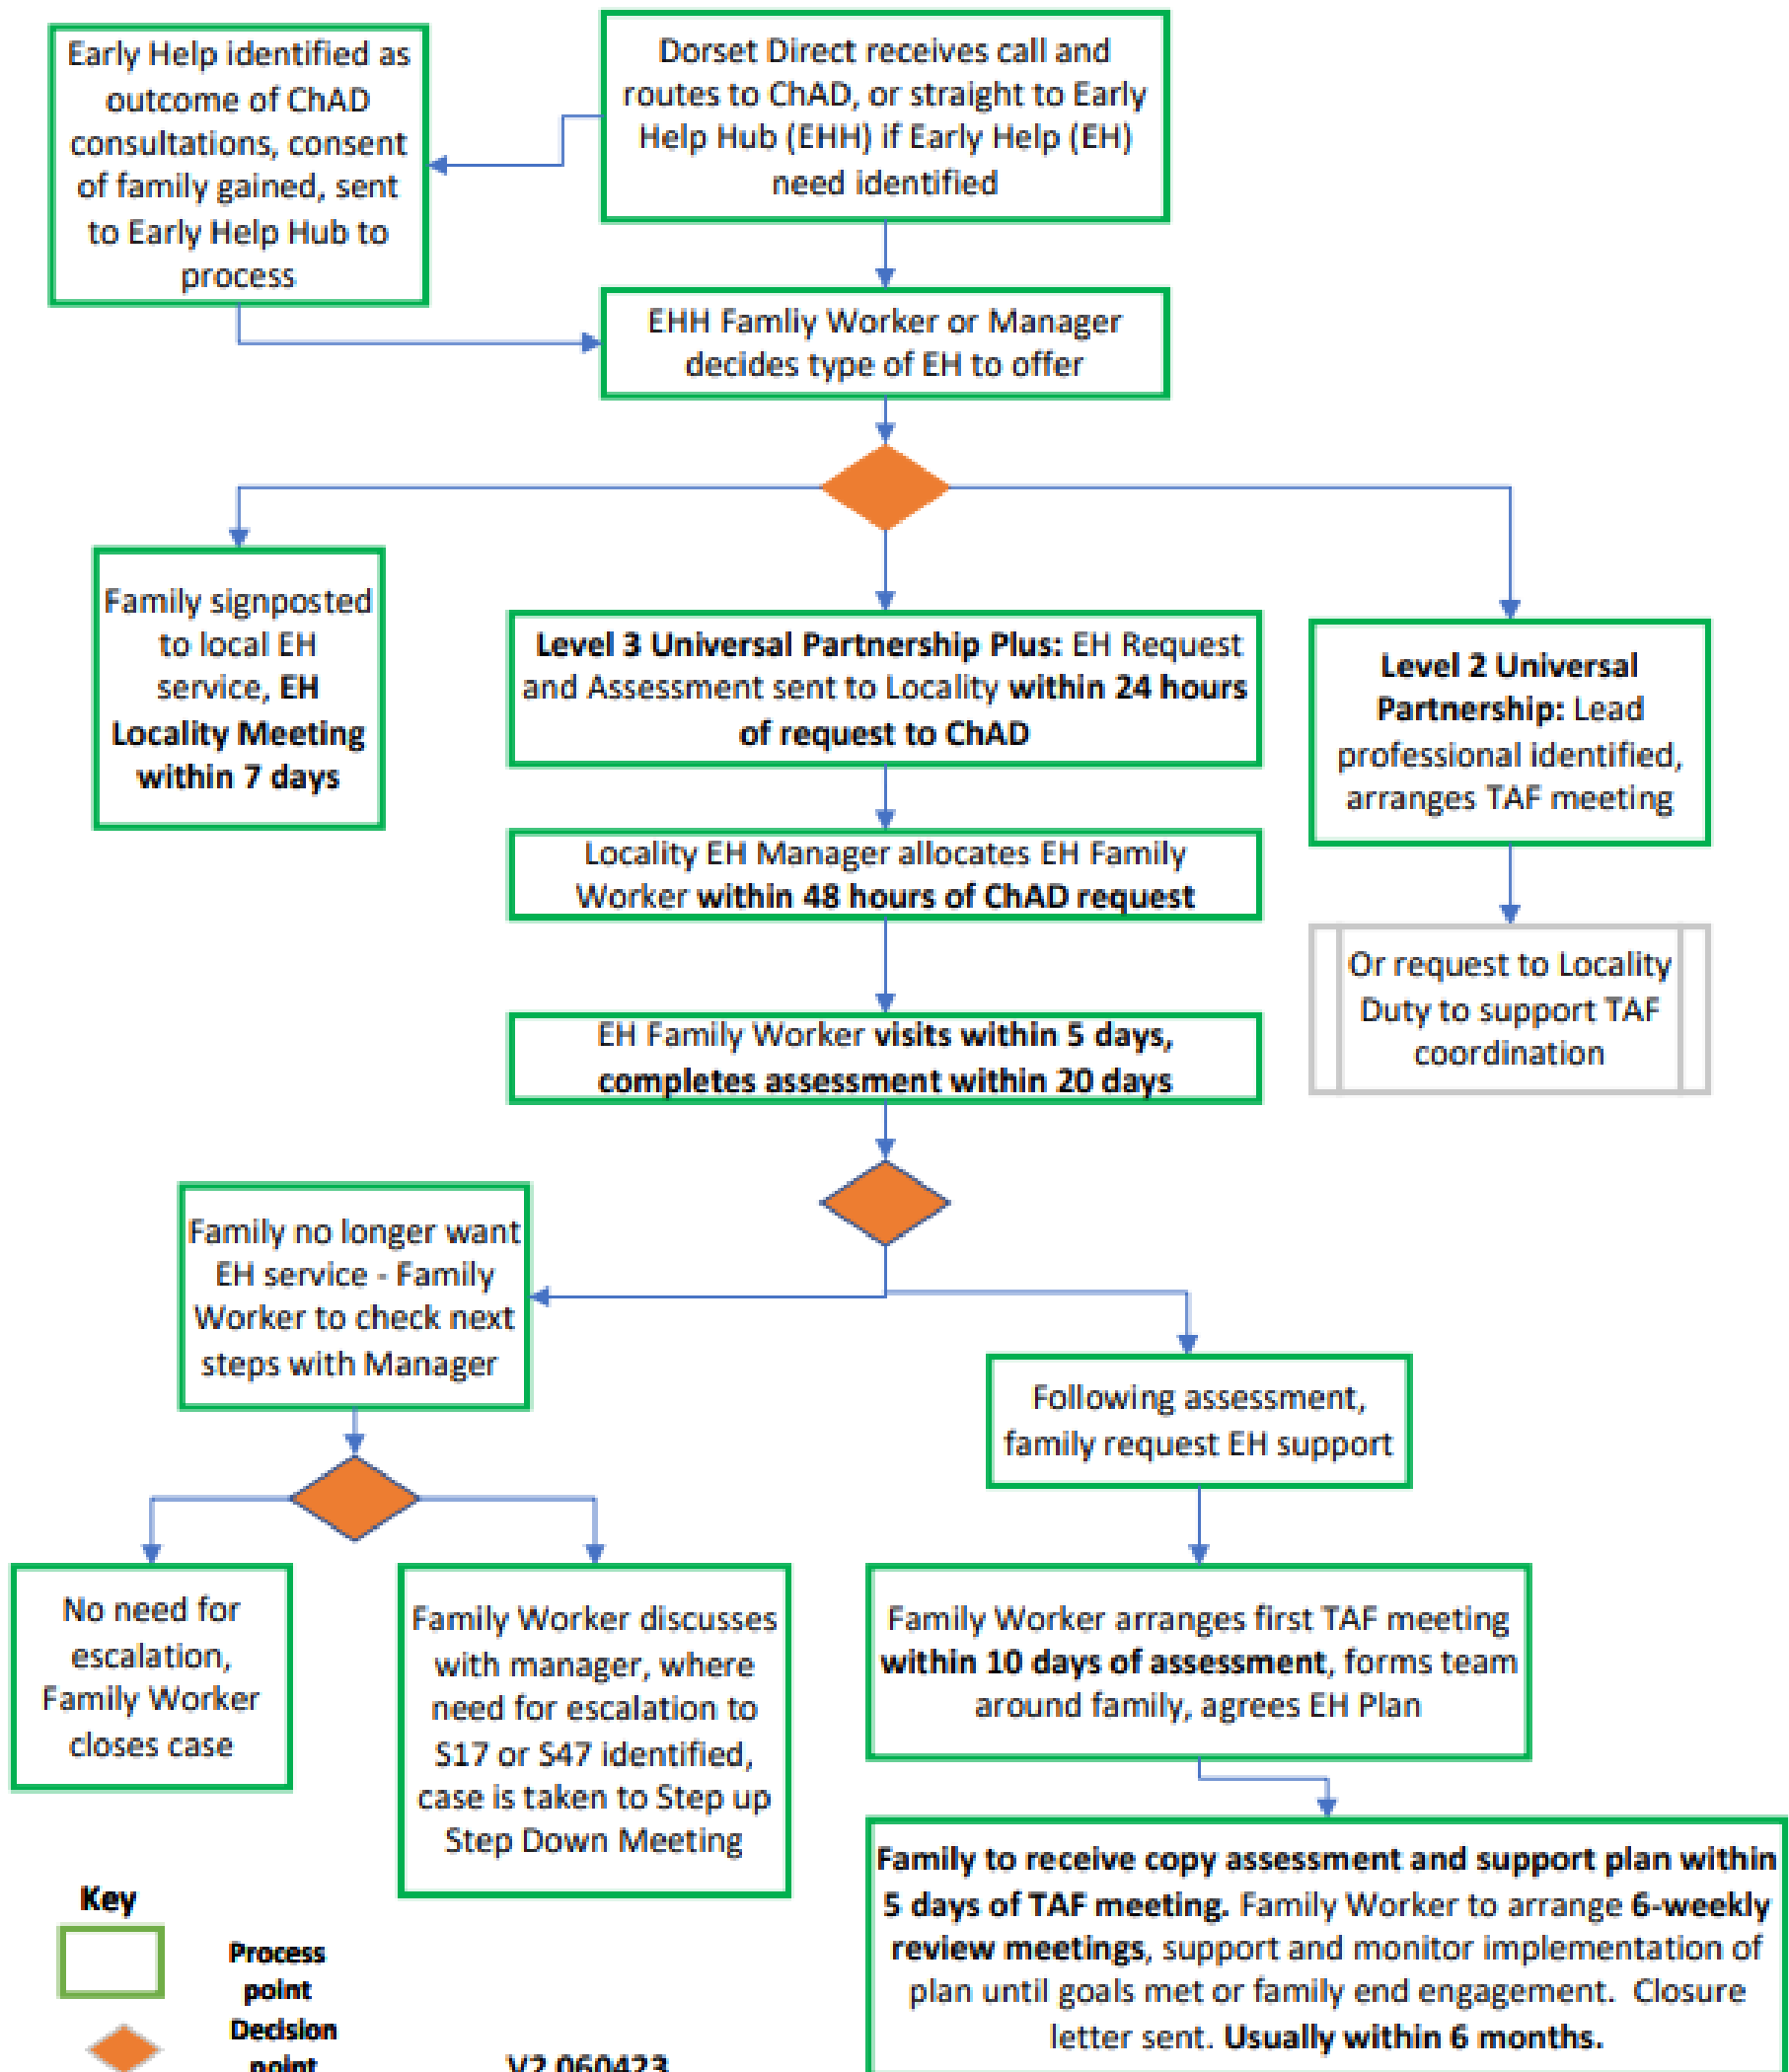 Early Help identified as
outcome of ChAD
consultations, consent
of family gained, sent
to Early Help Hub to
process
Dorset Direct receives call and
routes to ChAD, or straight to Early
Help Hub (EHH) if Early Help (EH)
need identified
EHH Famliy Worker or Manager
decides type of EH to offer
Family signposted
to local EH
service, EH
Locality Meeting
within 7 days
Level 3 Universal Partnership Plus: EH Request
and Assessment sent to Locality within 24 hours
of request to ChAD
Level 2 Universal
Partnership: Lead
professional identified,
arranges TAF meeting
Locality EH Manager allocates EH Family
Worker within 48 hours of ChAD request
Or request to Locality
Duty to support TAF
coordination
EH Family Worker visits within 5 days,
completes assessment within 20 days
Family no longer want
EH service - Family
Worker to check next
steps with Manager
Following assessment,
family request EH support
No need for
escalation,
Family Worker
closes case
Family Worker discusses
with manager, where
need for escalation to
S17 or S47 identified,
case is taken to Step up
Step Down Meeting
Family Worker arranges first TAF meeting
within 10 days of assessment, forms team
around family, agrees EH Plan
Family to receive copy assessment and support plan within
5 days of TAF meeting. Family Worker to arrange 6-weekly
review meetings, support and monitor implementation of
plan until goals met or family end engagement. Closure
letter sent. Usually within 6 months.
Key
Process
point
Decision
point
V2 060423